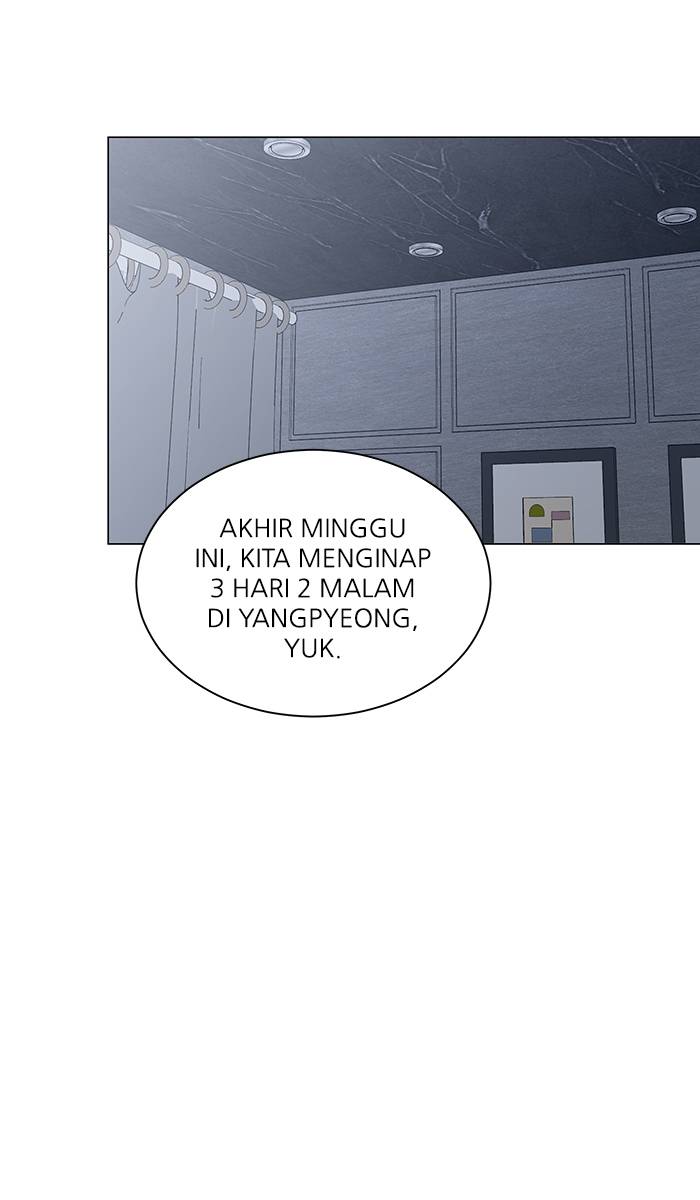 AKHIR MINGGU
INI, KITA MENGINAP
3 HARI 2 MALAM
DI YANGPYEONG,
YUK.